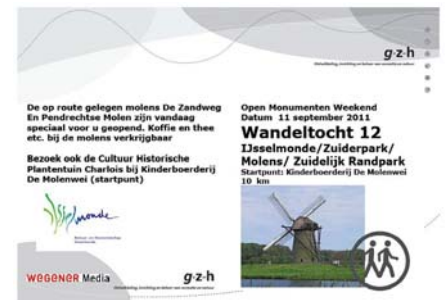 g·z·h
De op route gelegen molens De Zandweg
En Pendrechtse Molen zijn vandaag
speciaal voor u geopend. Koffie en thee
etc. bij de molens verkrijgbaar
Bezoek ook de Cultuur Historische
Plantentuin Charlois bij Kinderboerderij
De Molenwei (startpunt)
IJsselmonde
WEGENER Media
g·z·h
Open Monumenten Weekend
Datum 11 september 2011
Wandeltocht 12
IJsselmonde/Zuiderpark/
Molens/ Zuidelijk Randpark
Startpunt: Kinderboerderij De Molenwei
10 km